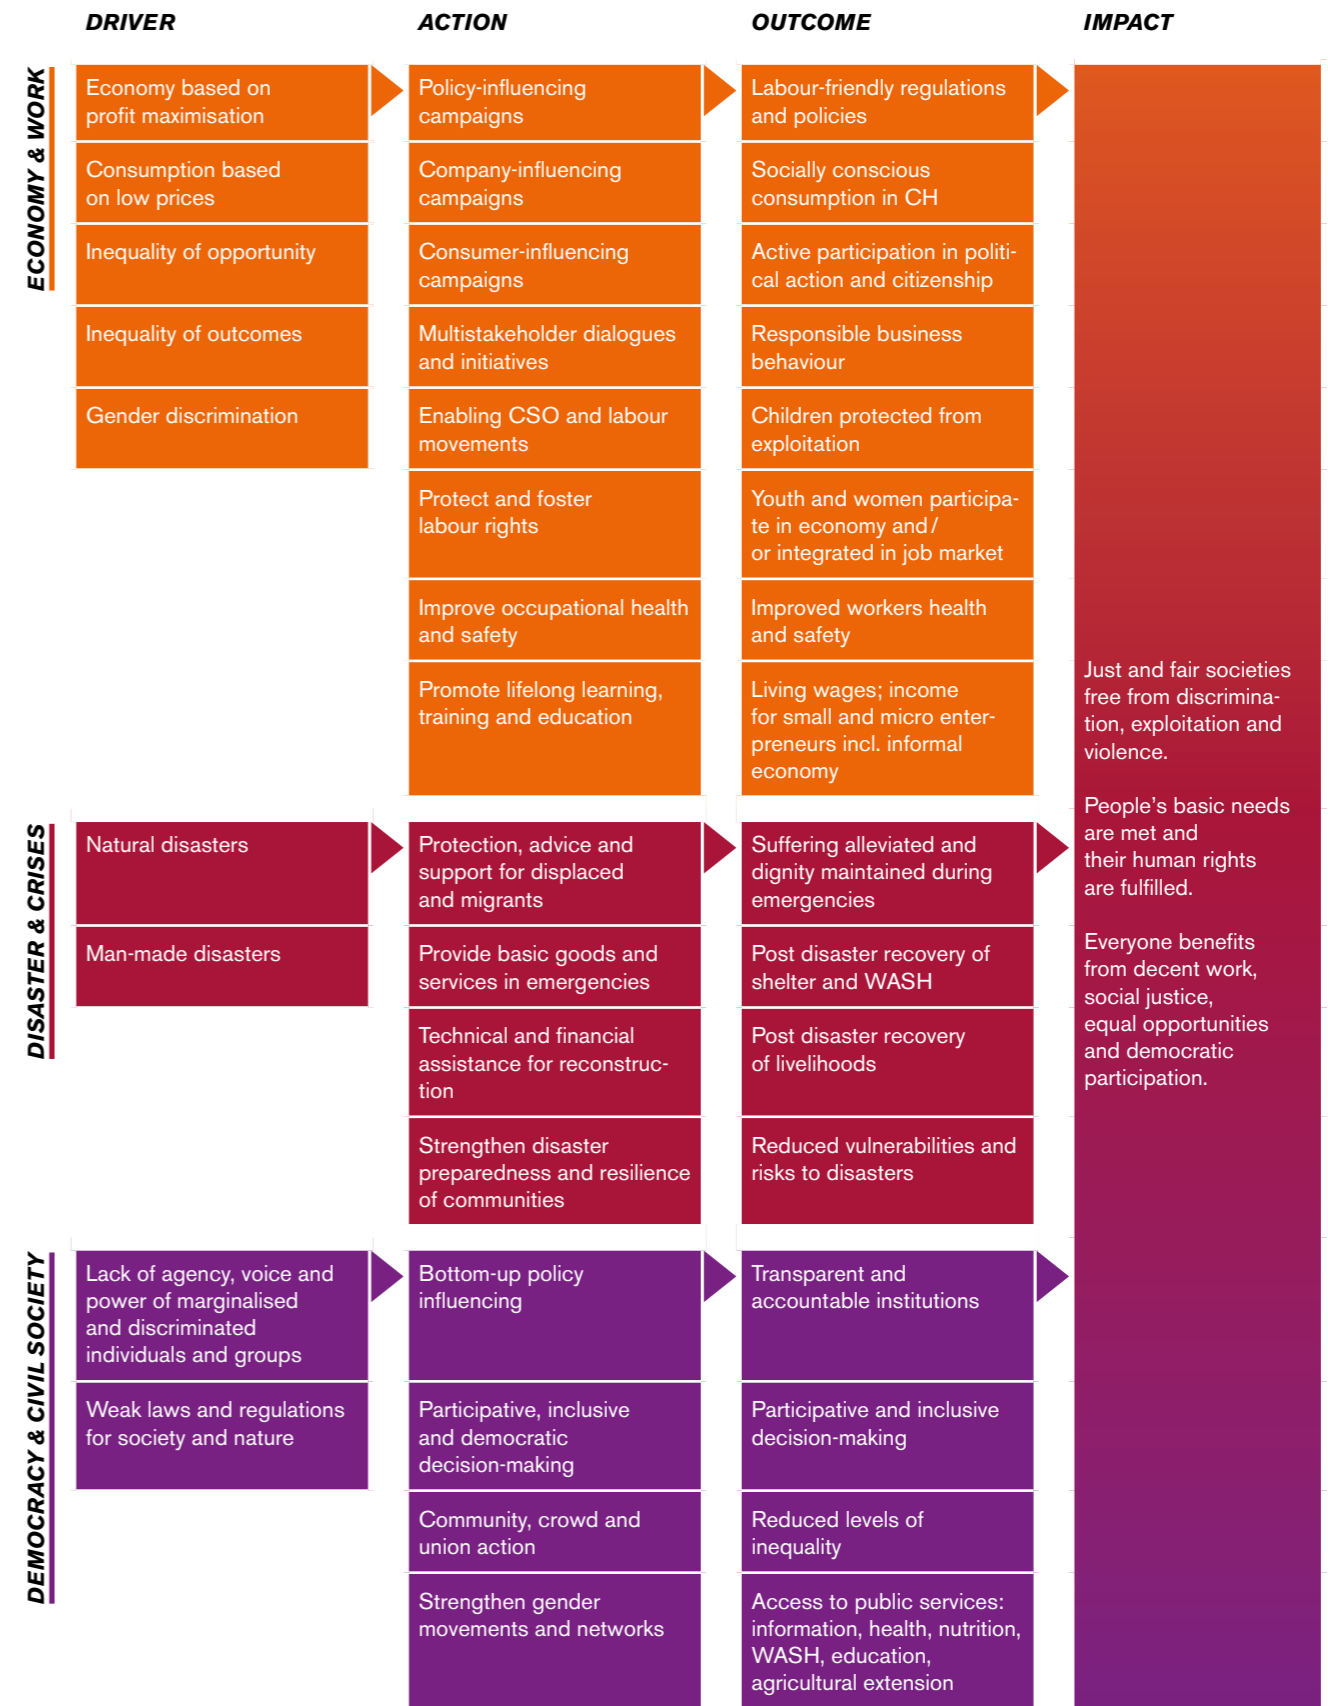 DRIVER
ACTION
OUTCOME
IMPACT
ECONOMY & WORK
Economy based on
profit maximisation
Consumption based
on low prices
Inequality of opportunity
Inequality of outcomes
Gender discrimination
Policy-influencing
campaigns
Company-influencing
campaigns
Consumer-influencing
campaigns
Multistakeholder dialogues
and initiatives
Enabling CSO and labour
movements
Protect and foster
labour rights
Improve occupational health
and safety
Promote lifelong learning,
training and education
Labour-friendly regulations
and policies
Socially conscious
consumption in CH
Active participation in politi-
cal action and citizenship
Responsible business
behaviour
Children protected from
exploitation
Youth and women participa-
te in economy and /
or integrated in job market
Improved workers health
and safety
Living wages; income
for small and micro enter-
preneurs incl. informal
economy
DISASTER & CRISES
Natural disasters
Man-made disasters
Protection, advice and
support for displaced
and migrants
Provide basic goods and
services in emergencies
Technical and financial
assistance for reconstruc-
tion
Strengthen disaster
preparedness and resilience
of communities
Suffering alleviated and
dignity maintained during
emergencies
Post disaster recovery of
shelter and WASH
Post disaster recovery
of livelihoods
Reduced vulnerabilities and
risks to disasters
DEMOCRACY & CIVIL SOCIETY
Lack of agency, voice and
power of marginalised
and discriminated
individuals and groups
Weak laws and regulations
for society and nature
Bottom-up policy
influencing
Participative, inclusive
and democratic
decision-making
Community, crowd and
union action
Strengthen gender
movements and networks
Transparent and
accountable institutions
Participative and inclusive
decision-making
Reduced levels of
inequality
Access to public services:
information, health, nutrition,
WASH, education,
agricultural extension
Just and fair societies
free from discrimina-
tion, exploitation and
violence.
People's basic needs
are met and
their human rights
are fulfilled.
Everyone benefits
from decent work,
social justice,
equal opportunities
and democratic
participation.